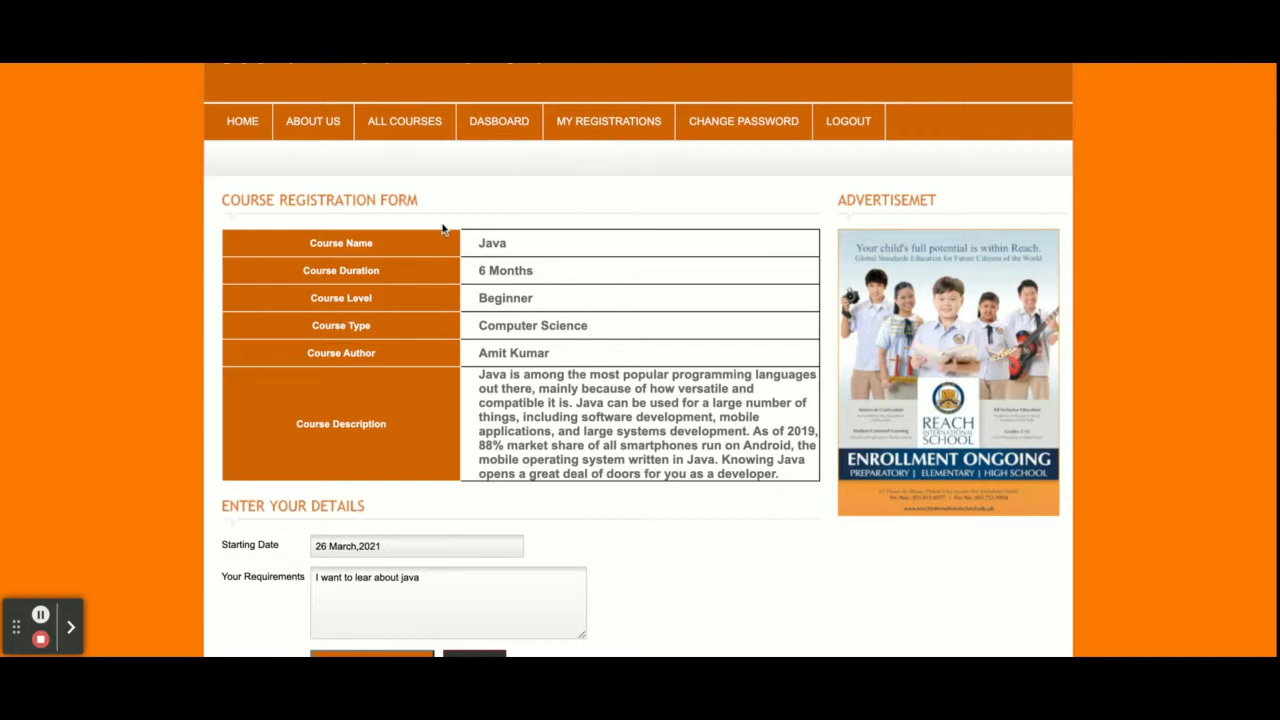 HOME
ABOUT US
ALL COURSES
DASBOARD
MY REGISTRATIONS
CHANGE PASSWORD
LOGOUT
COURSE REGISTRATION FORM
Course Name
Java
Course Duration
6 Months
Course Level
Beginner
Course Type
Computer Science
Course Author
Amit Kumar
Course Description
Java is among the most popular programming languages
out there, mainly because of how versatile and
compatible it is. Java can be used for a large number of
things, including software development, mobile
applications, and large systems development. As of 2019,
88% market share of all smartphones run on Android, the
mobile operating system written in Java. Knowing Java
opens a great deal of doors for you as a developer.
ENTER YOUR DETAILS
Starting Date
26 March,2021
Your Requirements
I want to lear about java
ADVERTISEMET
Your child's full potential is within Reach.
Global Standards Education for Future Citizens of the World
REACH
INTERNATIONAL
SCHOOL
ENROLLMENT ONGOING
PREPARATORY | ELEMENTARY | HIGH SCHOOL